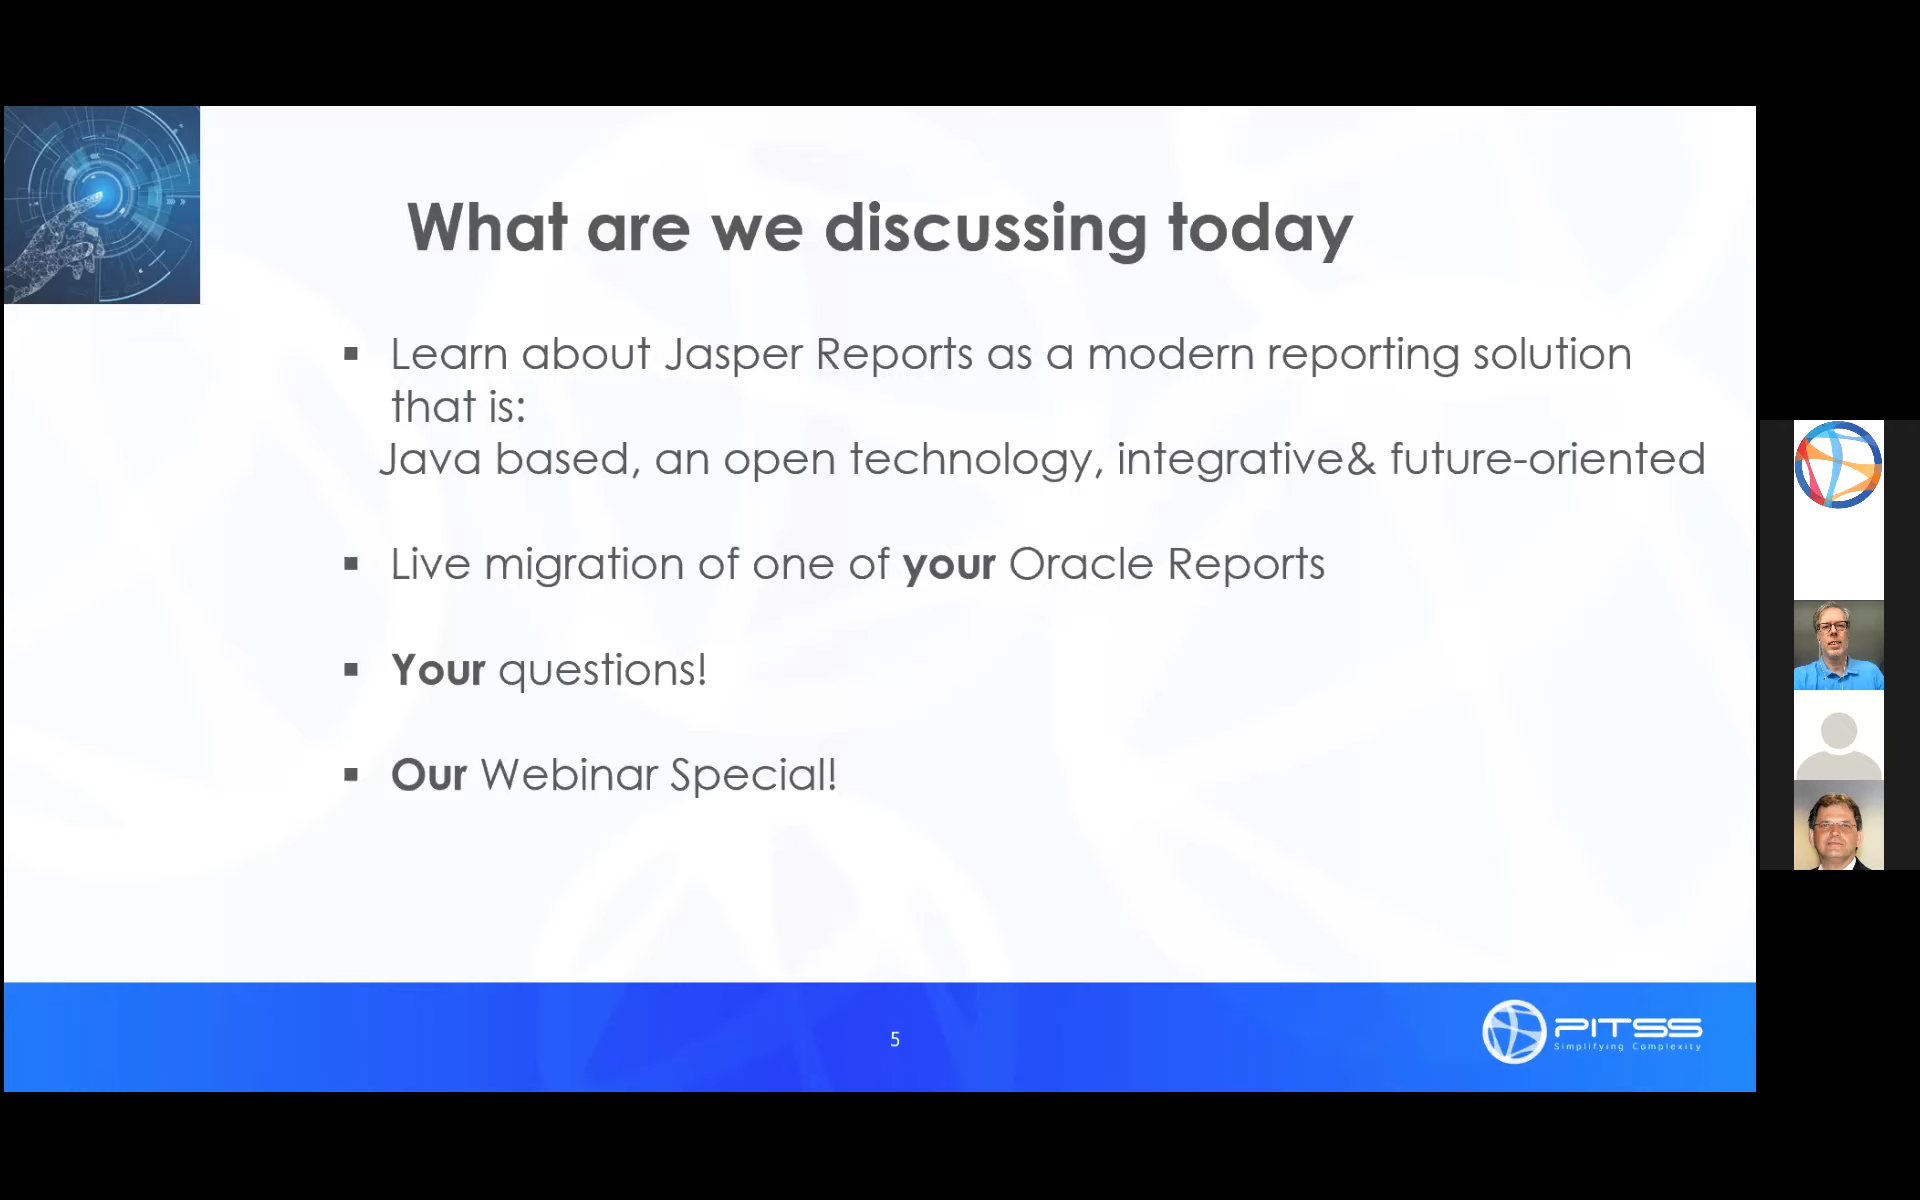 What are we discussing today
▪ Learn about Jasper Reports as a modern reporting solution
that is:
Java based, an open technology, integrative& future-oriented
▪ Live migration of one of your Oracle Reports
▪ Your questions!
▪ Our Webinar Special!
5
PITSS
Simplifying Complexity